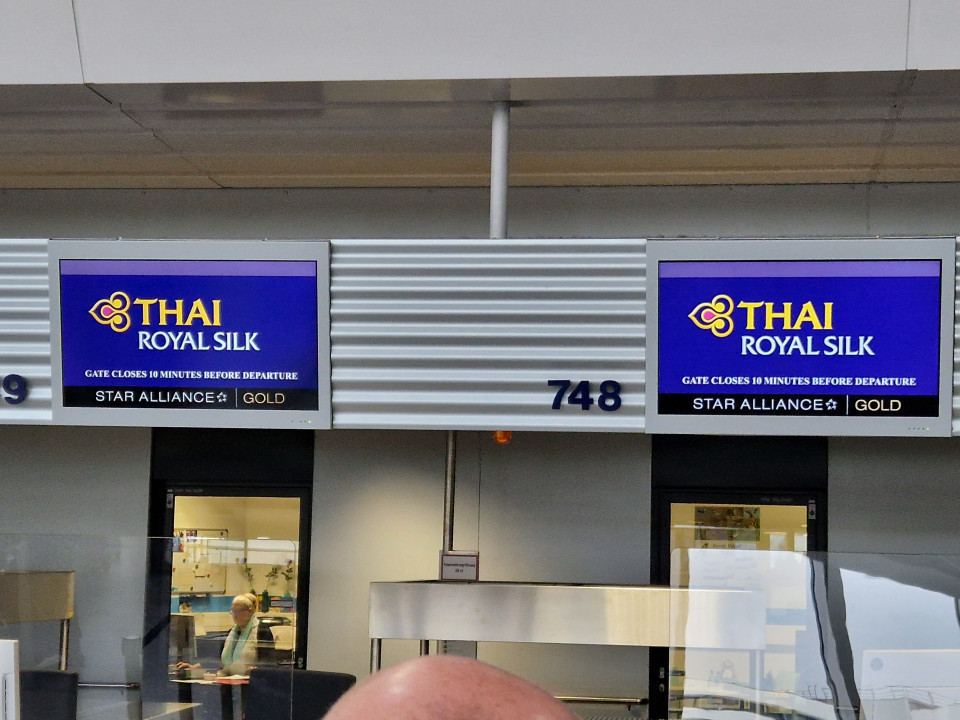 THAI
ROYAL SILK
GATE CLOSES 10 MINUTES BEFORE DEPARTURE
STAR ALLIANCE GOLD
9
748
THAI
ROYAL SILK
GATE CLOSES 10 MINUTES BEFORE DEPARTURE
STAR ALLIANCE GOLD